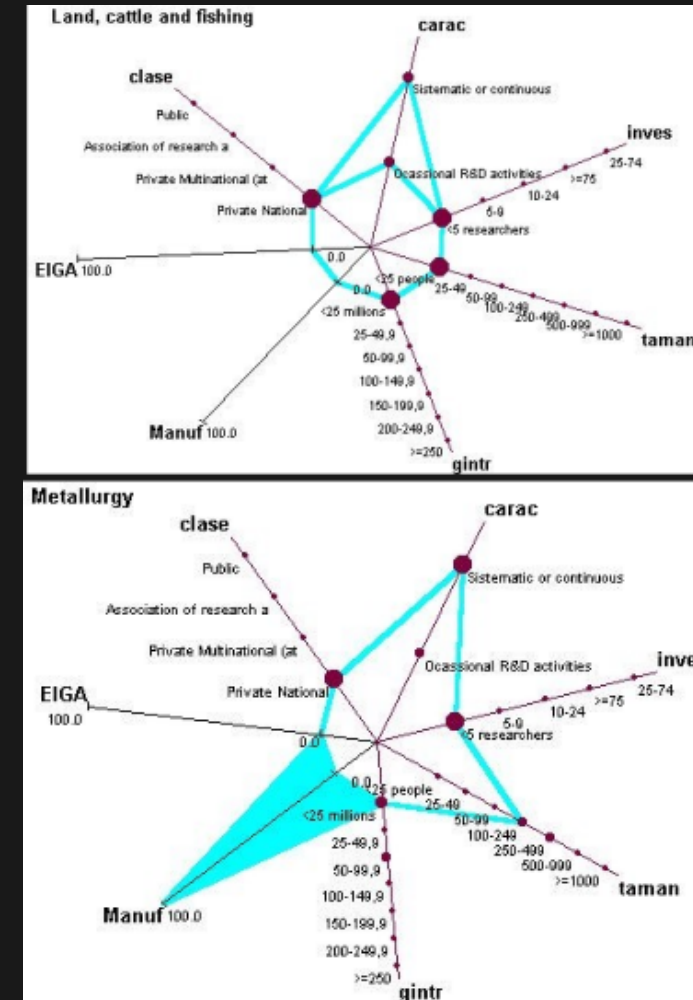 Land, cattle and fishing
carac
clase
Sistematic or continuous
Public
inves
25-74
Association of research a
>=75
Ocassional R&D activities
10-24
Private Multinational (at
5-9
Private National
<5 researchers
0.0
EIGA
100.0
<25 people
25-49
0.0
50-99
100-249
<25 millions
250-499
500-999
25-49,9
>=1000
taman
50-99,9
100-149,9
150-199,9
200-249,9
Manuf
100.0
>=250
gintr
Metallurgy
carac
clase
Public
Sistematic or continuous
Association of research a
Private Multinational (at
inve
Ocassional R&D activities
25-74
EIGA
Private National
>=75
10-24
100.0
5-9
<5 researchers
0.0
0.0
<25 people
25-49
<25 millions
50-99
100-249
25-49,9
250-499
50-99,9
500-999
>=1000
taman
100-149,9
Manuf
100.0
150-199,9
200-249,9
>=250
gintr